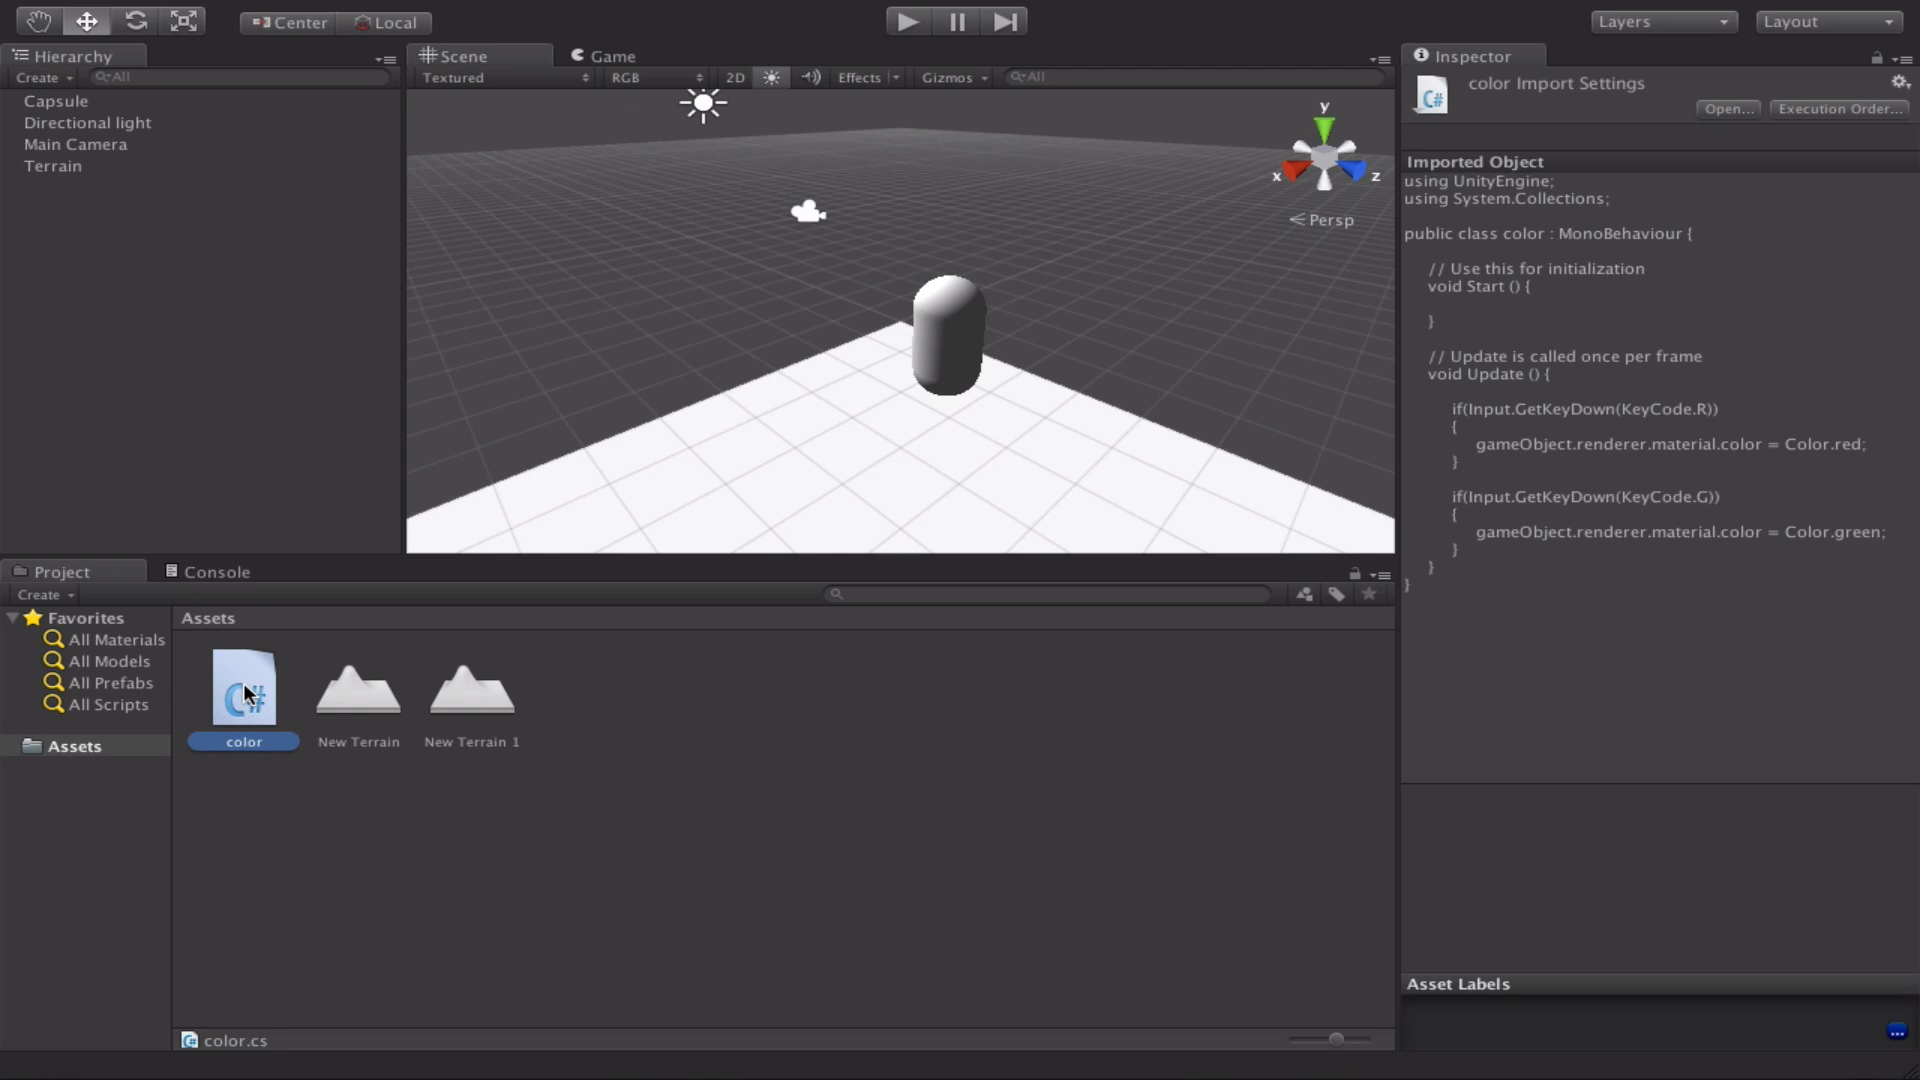 Center
Local
Layers
Layout
Hierarchy
Create
All
Capsule
Directional light
Main Camera
Terrain
Scene
Game
Textured
RGB
2D
Effects
Gizmos
All
y
x
z
Persp
Inspector
color Import Settings
C#
Open...
Execution Order...
Imported Object
using UnityEngine;
using System.Collections;
public class color : MonoBehaviour {
// Use this for initialization
void Start () {
}
// Update is called once per frame
void Update () {
if(Input.GetKeyDown(KeyCode.R))
{
gameObject.renderer.material.color = Color.red;
}
if(Input.GetKeyDown(KeyCode.G))
{
gameObject.renderer.material.color = Color.green;
}
}
}
Project
Console
Create
Favorites
All Materials
All Models
All Prefabs
All Scripts
Assets
Assets
C#
color
New Terrain
New Terrain 1
color.cs
Asset Labels
...